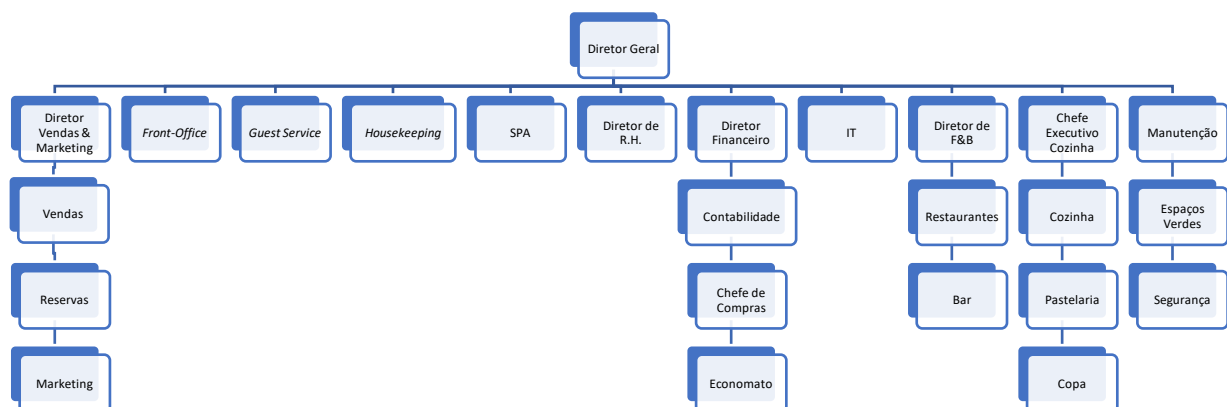 Diretor Geral
Diretor
Vendas &
Marketing
Front-Office
Guest Service
Housekeeping
SPA
Diretor de
R.H.
Diretor
Financeiro
IT
Diretor de
F&B
Chefe
Executivo
Cozinha
Manutenção
Vendas
Contabilidade
Restaurantes
Cozinha
Espaços
Verdes
Reservas
Chefe de
Compras
Bar
Pastelaria
Segurança
Marketing
Economato
Copa